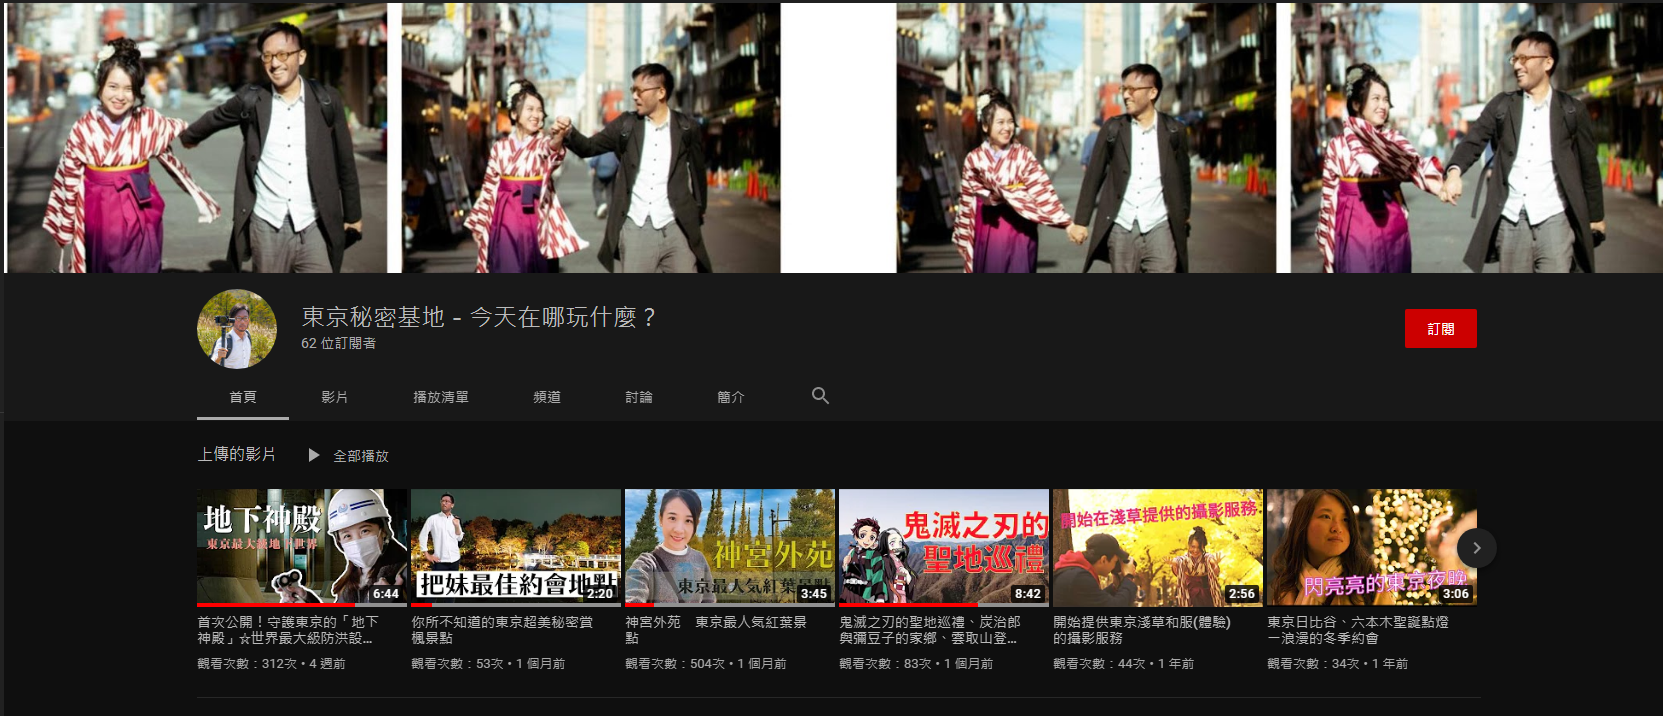 東京秘密基地 - 今天在哪玩什麼？
62 位訂閱者
訂閱
首頁
影片
播放清單
頻道
討論
簡介
上傳的影片
全部播放
地下神殿
東京最大級地下世界
6:44
把妹最佳約會地點
2:20
神宮外苑
東京最人氣紅葉景點
3:45
鬼滅之刃的
聖地巡禮
8:42
開始在淺草提供的攝影服務
2:56
閃亮亮的東京夜晚
3:06
首次公開！守護東京的「地下
神殿」☆世界最大級防洪設...
觀看次數：312次 • 4 週前
你所不知道的東京超美秘密賞
楓景點
觀看次數：53次 • 1 個月前
神宮外苑　東京最人氣紅葉景
點
觀看次數：504次 • 1 個月前
鬼滅之刃的聖地巡禮、炭治郎
與彌豆子的家鄉、雲取山登...
觀看次數：83次 • 1 個月前
開始提供東京淺草和服(體驗)
的攝影服務
觀看次數：44次 • 1 年前
東京日比谷、六本木聖誕點燈
－浪漫的冬季約會
觀看次數：34次 • 1 年前